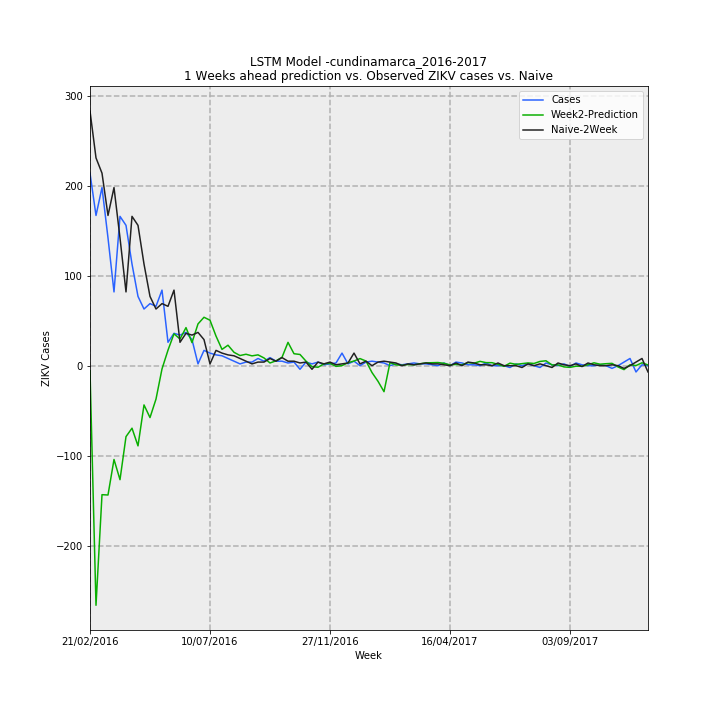 LSTM Model -cundinamarca_2016-2017
1 Weeks ahead prediction vs. Observed ZIKV cases vs. Naive
Cases
Week2-Prediction
Naive-2Week
300
200
100
0
−100
−200
ZIKV Cases
21/02/2016
10/07/2016
27/11/2016
16/04/2017
03/09/2017
Week